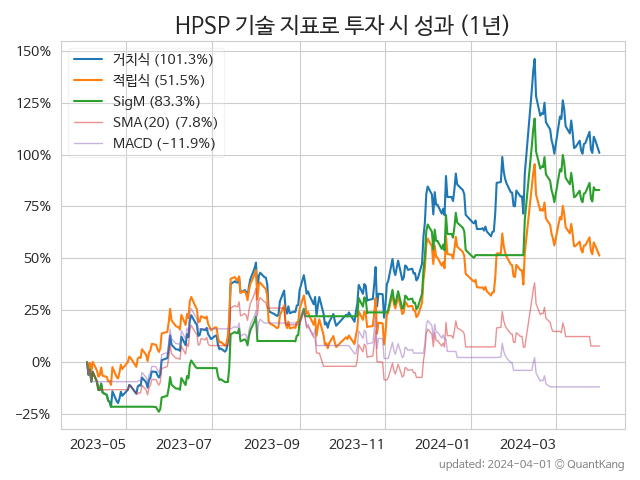 HPSP 기술 지표로 투자 시 성과 (1년)
150%
125%
100%
75%
50%
25%
0%
−25%
거치식 (101.3%)
적립식 (51.5%)
SigM (83.3%)
SMA(20) (7.8%)
MACD (−11.9%)
2023-05 2023-07 2023-09 2023-11 2024-01 2024-03
updated: 2024-04-01 © QuantKang